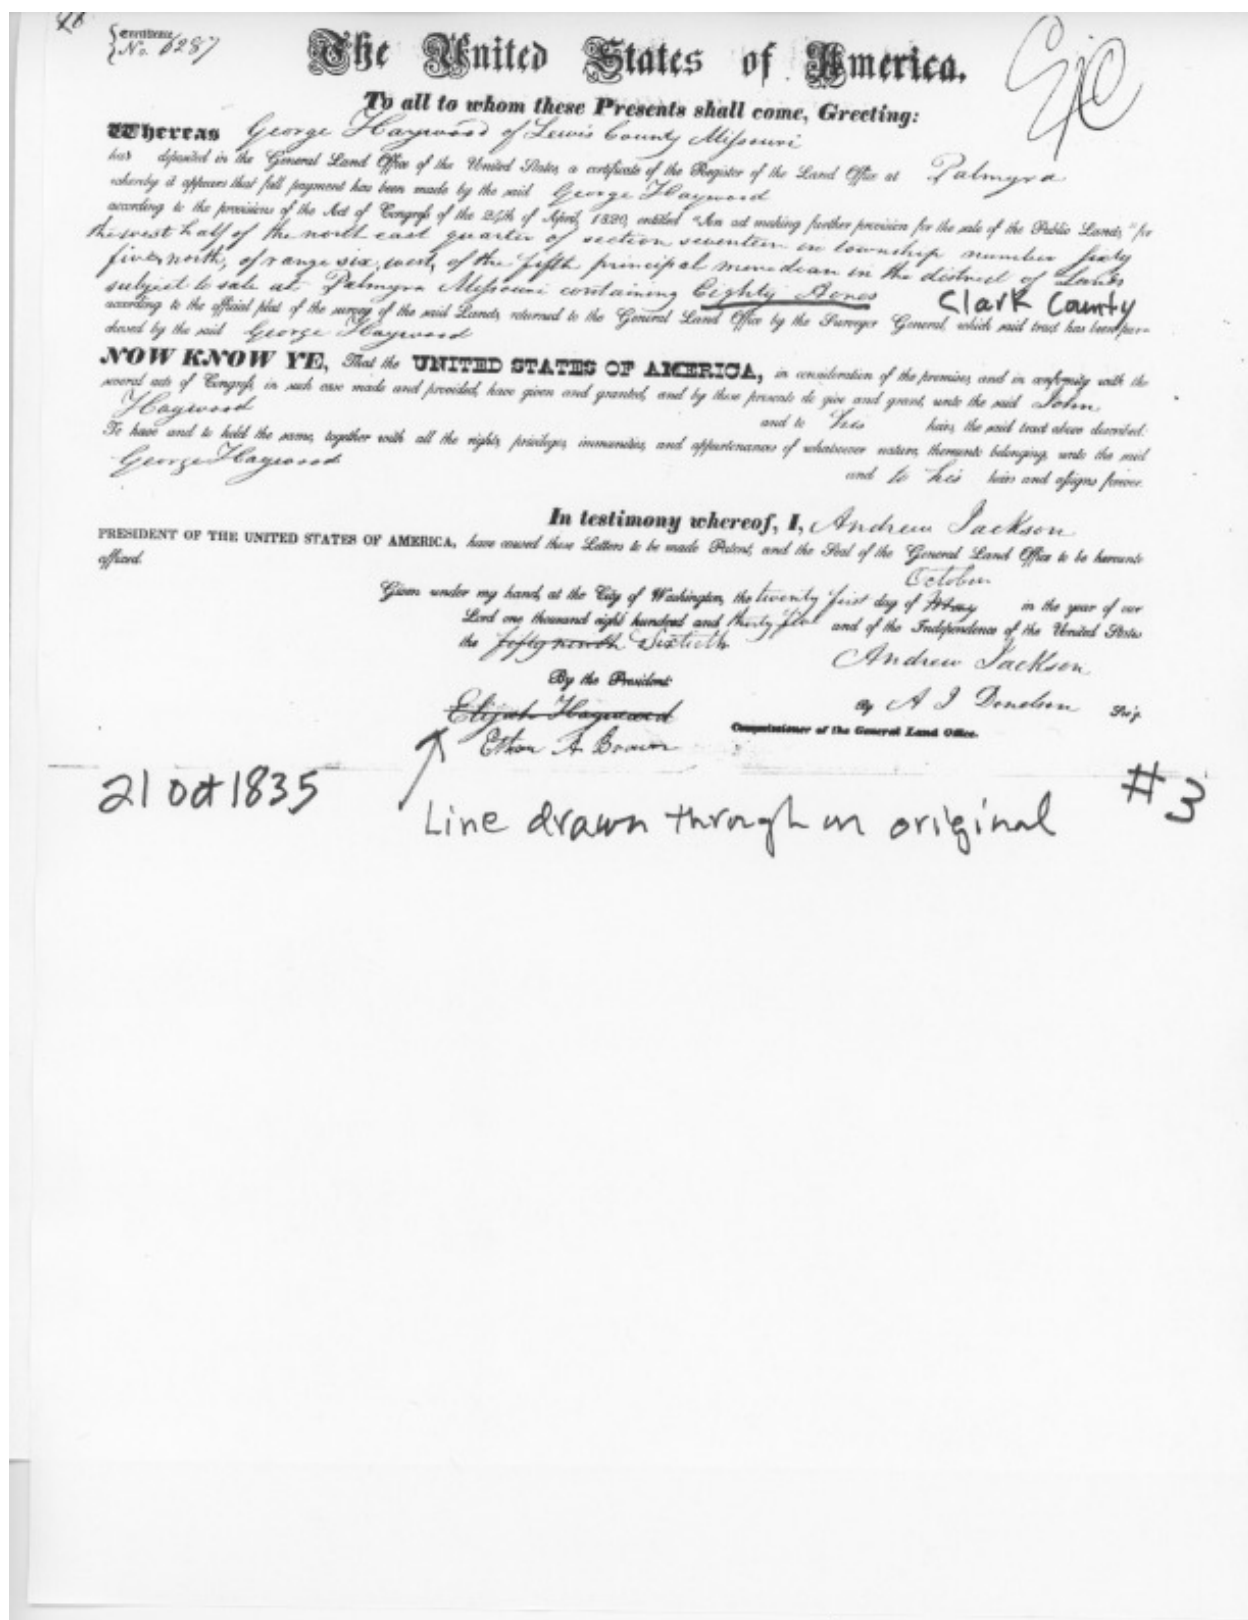 Certificate
No. 6287
The United States of America,
To all to whom these Presents shall come, Greeting:
Whereas George Haywood of Lewis County Missouri
has deposited in the General Land Office of the United States, a certificate of the Register of the Land Office at Palmyra
whereby it appears that full payment has been made by the said George Haywood
according to the provisions of the Act of Congress of the 24th of April, 1820, entitled "An act making further provision for the sale of the Public Lands," for
the west half of the north east quarter of section seventeen in township number sixty
five, north, of range six, west, of the fifth principal meredean in the district of Lands
subject to sale at Palmyra Missouri containing Eighty Acres
Clark County
according to the official plat of the survey of the said Lands, returned to the General Land Office by the Surveyor General, which said tract has been pur-
chased by the said George Haywood
NOW KNOW YE, That the UNITED STATES OF AMERICA, in consideration of the premises, and in conformity with the
several acts of Congress, in such case made and provided, have given and granted, and by these presents do give and grant, unto the said John
Haywood and to his heirs, the said tract above described:
To have and to hold the same, together with all the rights, privileges, immunities, and appurtenances of whatsoever nature, thereunto belonging, unto the said
George Haywood and to his heirs and assigns forever.
In testimony whereof, I, Andrew Jackson
PRESIDENT OF THE UNITED STATES OF AMERICA, have caused these Letters to be made Patent, and the Seal of the General Land Office to be hereunto
affixed.
October
Given under my hand, at the City of Washington, the twenty first day of May in the year of our
Lord one thousand eight hundred and thirty five and of the Independence of the United States
the fifty ninth Sixtieth
Andrew Jackson
By the President:
By A J Donelson Sec'y.
Elijah Hayward
Commissioner of the General Land Office.
Ethan A Brown
21 Oct 1835
#3
Line drawn through on original